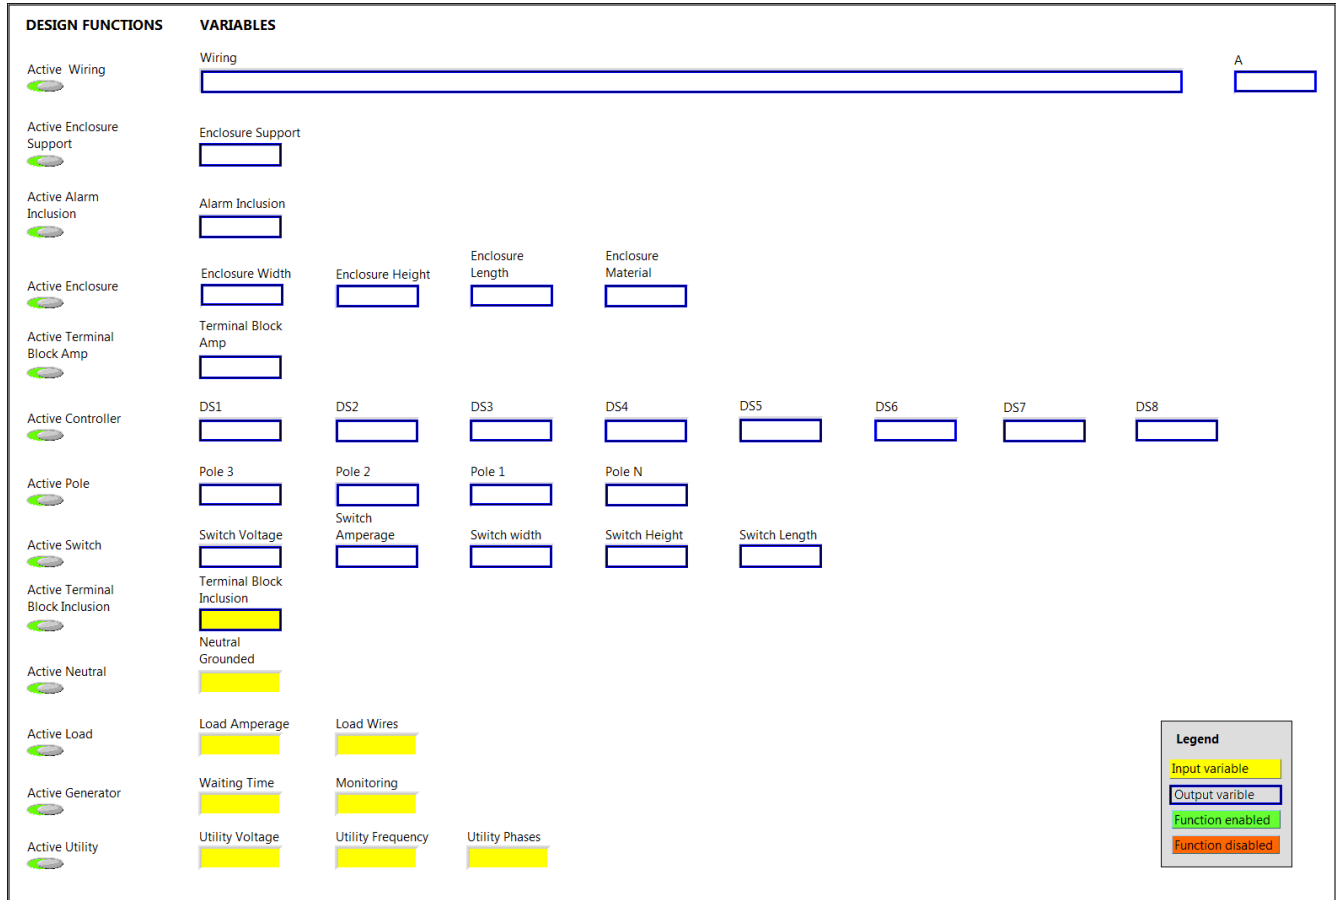 DESIGN FUNCTIONS VARIABLES
Wiring
A
Active  Wiring
Active Enclosure
Support
Enclosure Support
Active Alarm
Inclusion
Alarm Inclusion
Enclosure
Length
Enclosure
Material
Enclosure Width
Enclosure Height
Active Enclosure
Terminal Block
Amp
Active Terminal
Block Amp
DS1 DS2 DS3 DS4 DS5 DS6 DS7 DS8
Active Controller
Pole 3 Pole 2 Pole 1 Pole N
Active Pole
Switch Voltage
Switch
Amperage
Switch width
Switch Height
Switch Length
Active Switch
Terminal Block
Inclusion
Active Terminal
Block Inclusion
Neutral
Grounded
Active Neutral
Load Amperage Load Wires
Active Load
Waiting Time Monitoring
Active Generator
Utility Voltage Utility Frequency Utility Phases
Active Utility
Legend
Input variable
Output varible
Function enabled
Function disabled